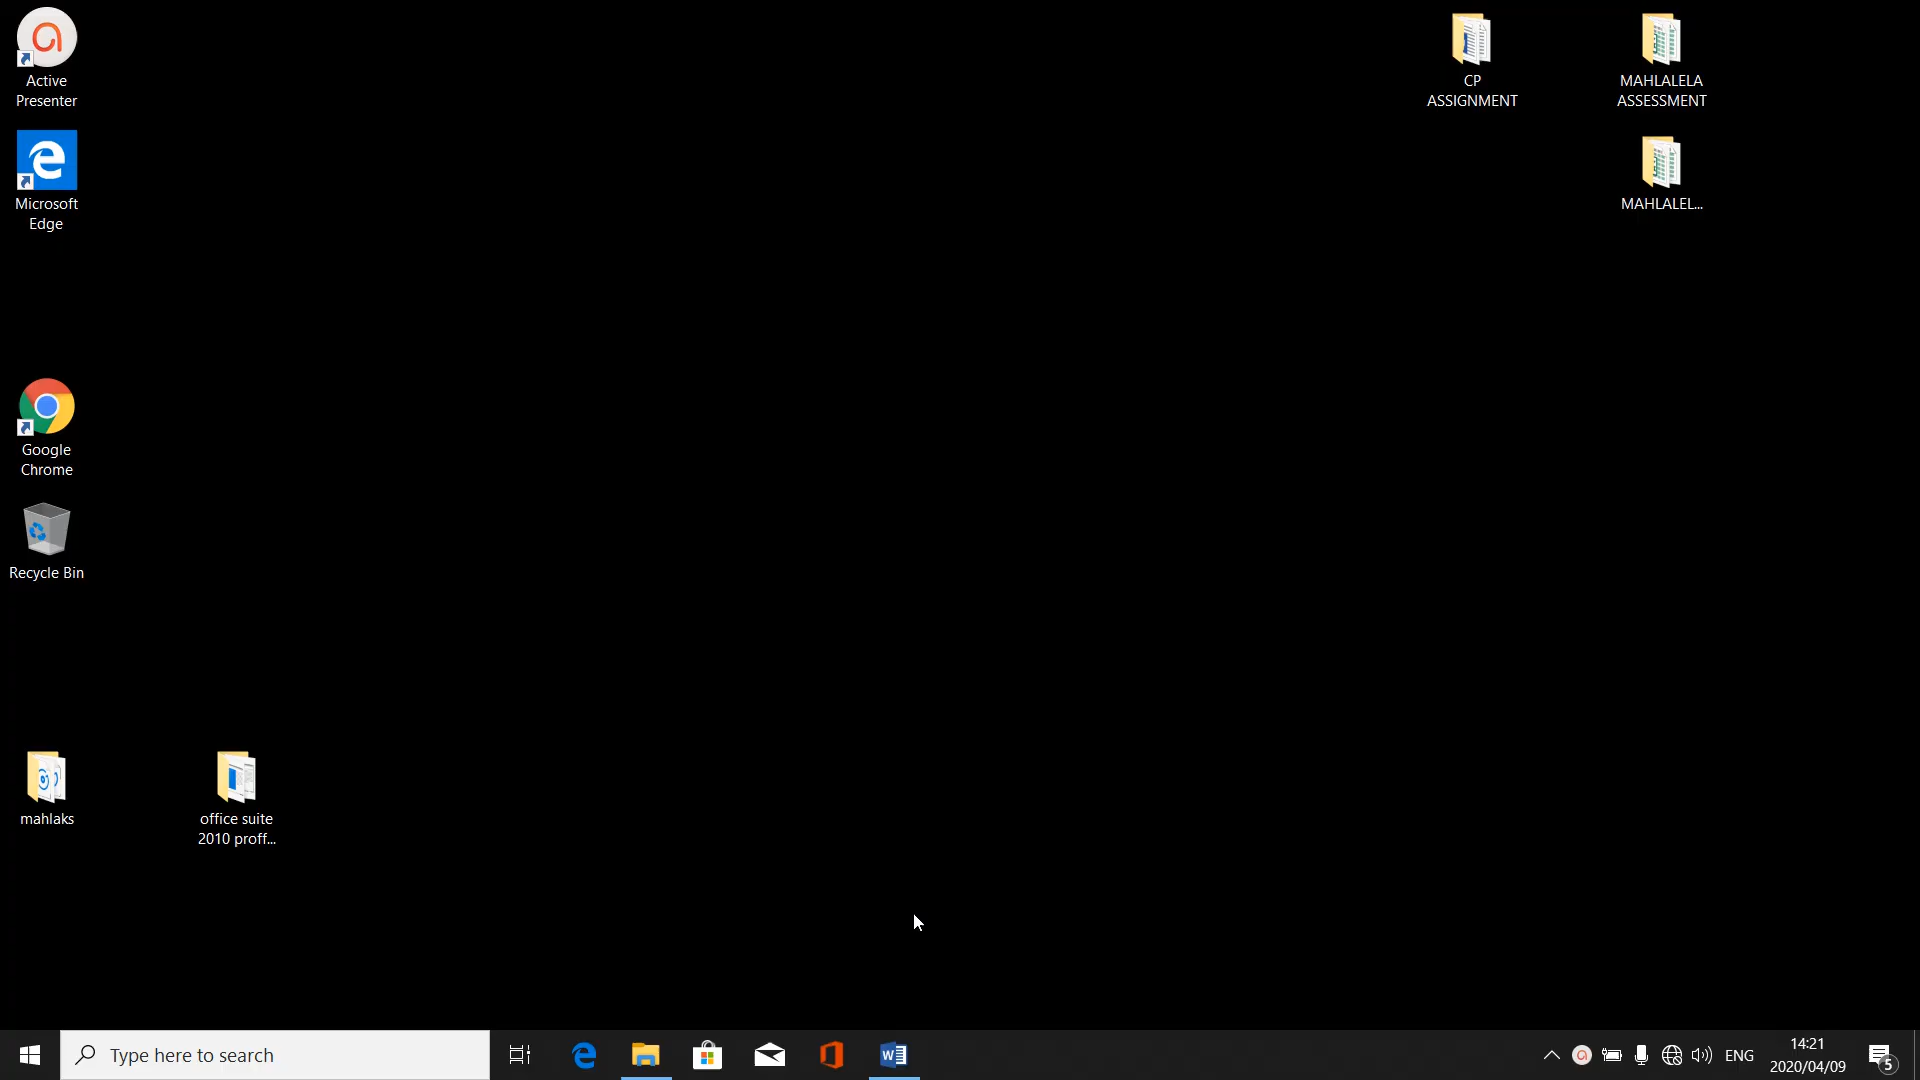 Active
Presenter
Microsoft
Edge
Google
Chrome
Recycle Bin
mahlaks
office suite
2010 proff...
CP
ASSIGNMENT
MAHLALELA
ASSESSMENT
MAHLALEL...
Type here to search
ENG
14:21
2020/04/09
5